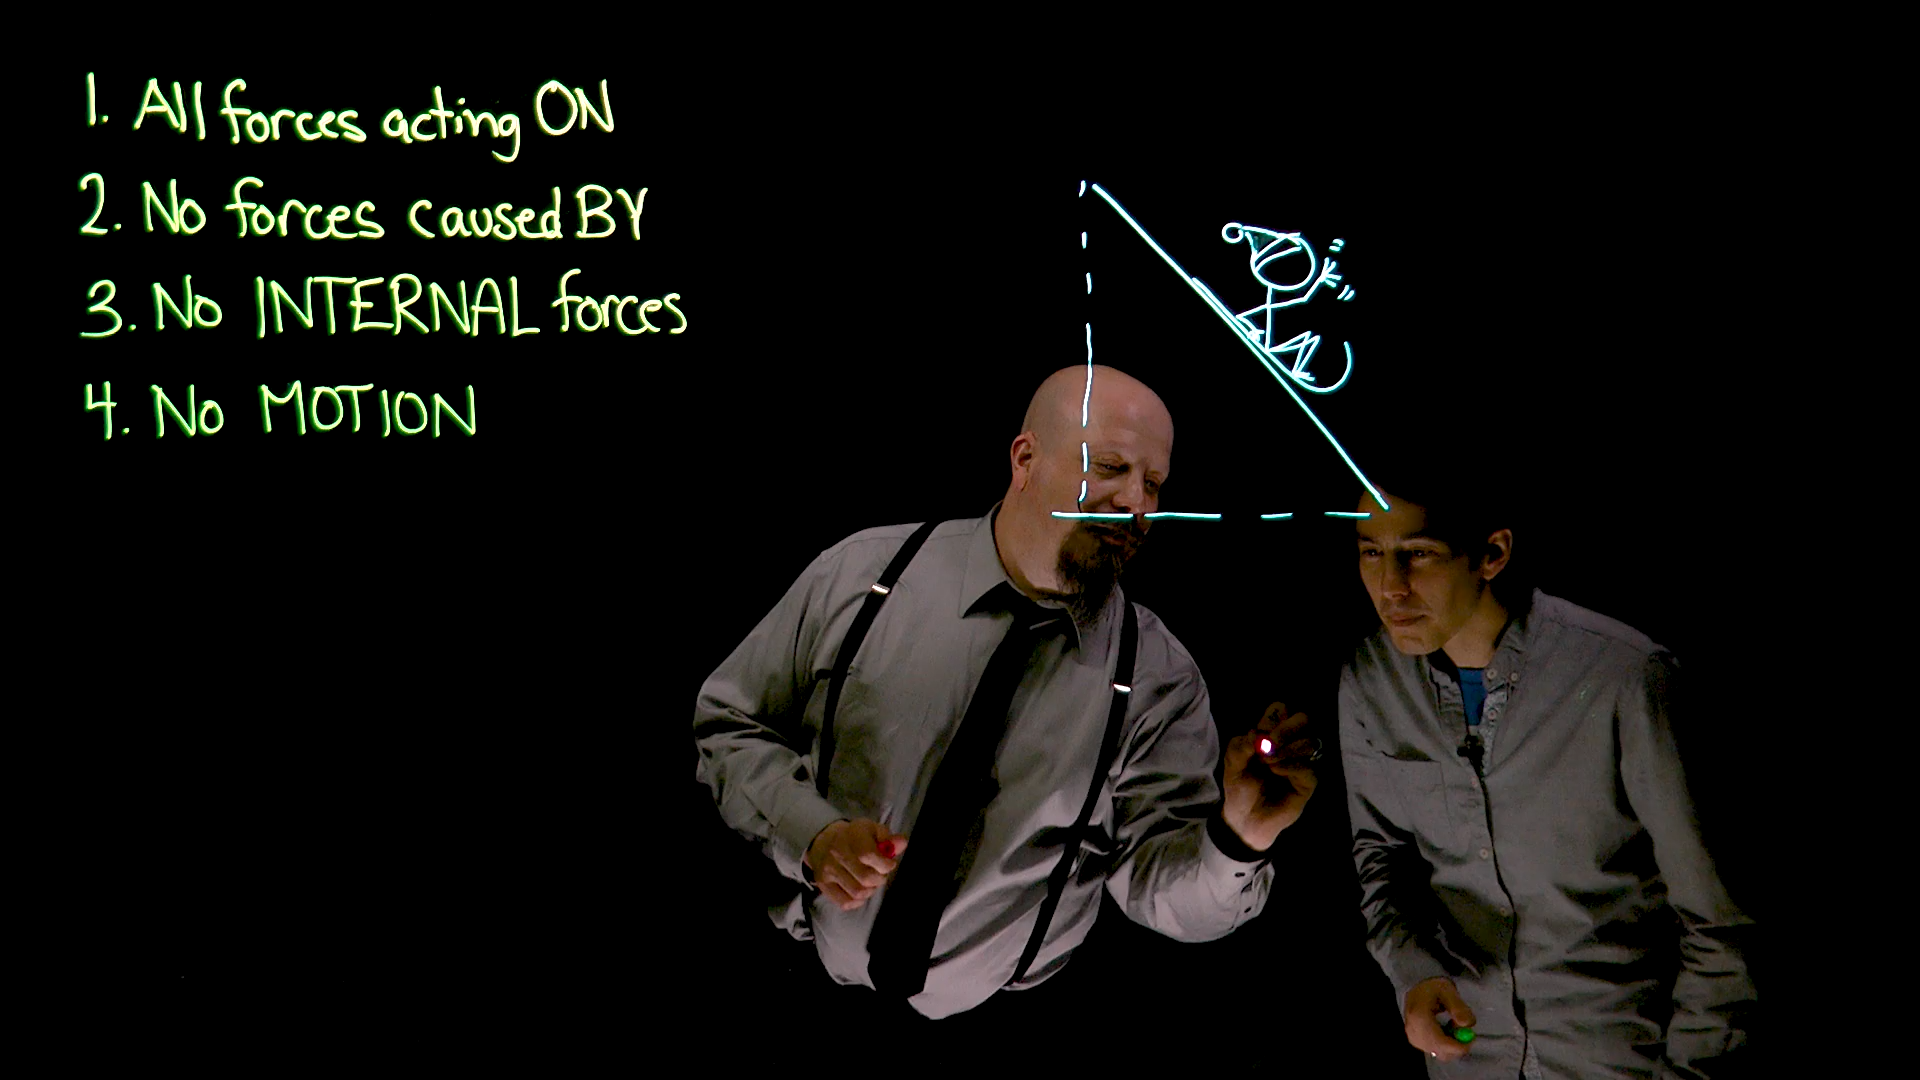 1. All forces acting ON
2. No forces caused BY
3. No INTERNAL forces
4. No MOTION